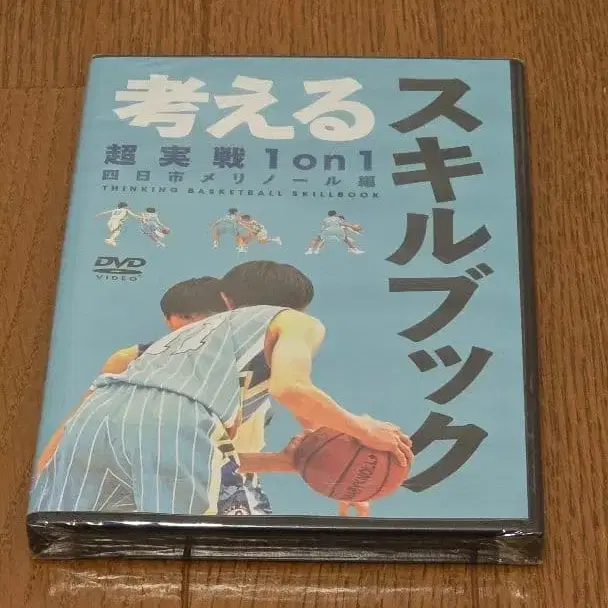 考える
スキルブック
超実戦1on1
四日市メリノール編
THINKING BASKETBALL SKILLBOOK
DVD
VIDEO